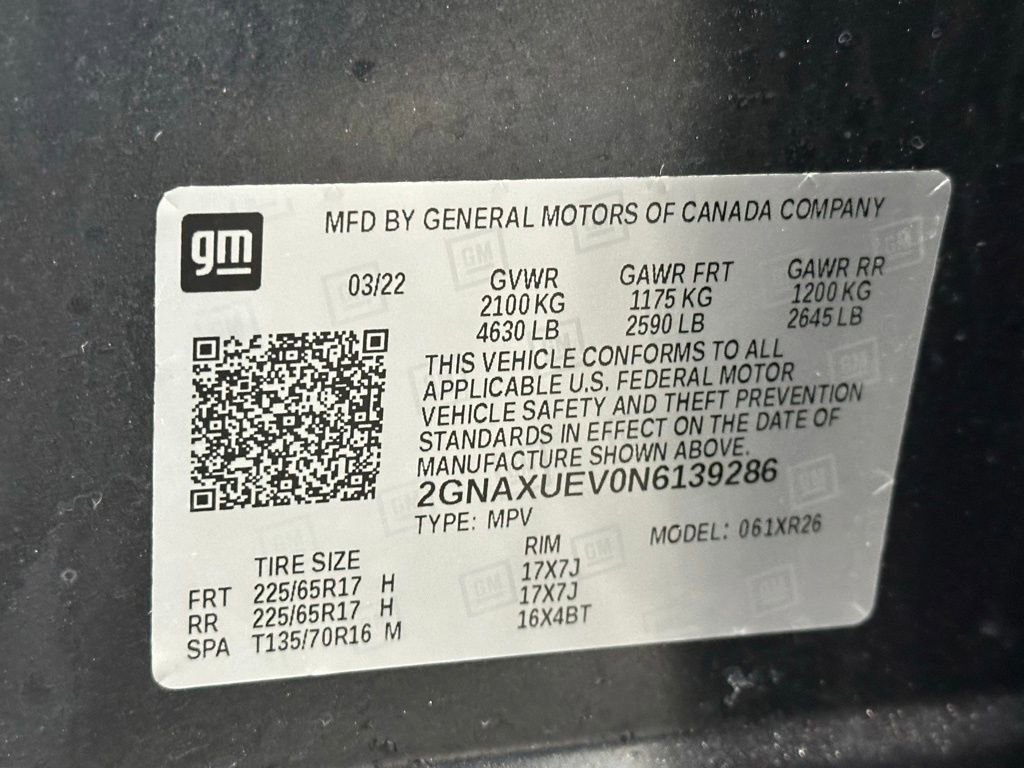 gm
MFD BY GENERAL MOTORS OF CANADA COMPANY
03/22 GVWR GAWR FRT GAWR RR
2100 KG 1175 KG 1200 KG
4630 LB 2590 LB 2645 LB
THIS VEHICLE CONFORMS TO ALL
APPLICABLE U.S. FEDERAL MOTOR
VEHICLE SAFETY AND THEFT PREVENTION
STANDARDS IN EFFECT ON THE DATE OF
MANUFACTURE SHOWN ABOVE.
2GNAXUEV0N6139286
TYPE: MPV MODEL: 061XR26
TIRE SIZE RIM
FRT 225/65R17 H 17X7J
RR 225/65R17 H 17X7J
SPA T135/70R16 M 16X4BT